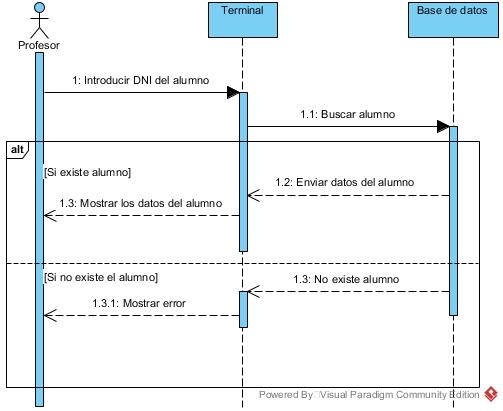 Terminal
Base de datos
Profesor
1: Introducir DNI del alumno
1.1: Buscar alumno
alt
[Si existe alumno]
1.2: Enviar datos del alumno
1.3: Mostrar los datos del alumno
[Si no existe el alumno]
1.3: No existe alumno
1.3.1: Mostrar error
Powered By Visual Paradigm Community Edition